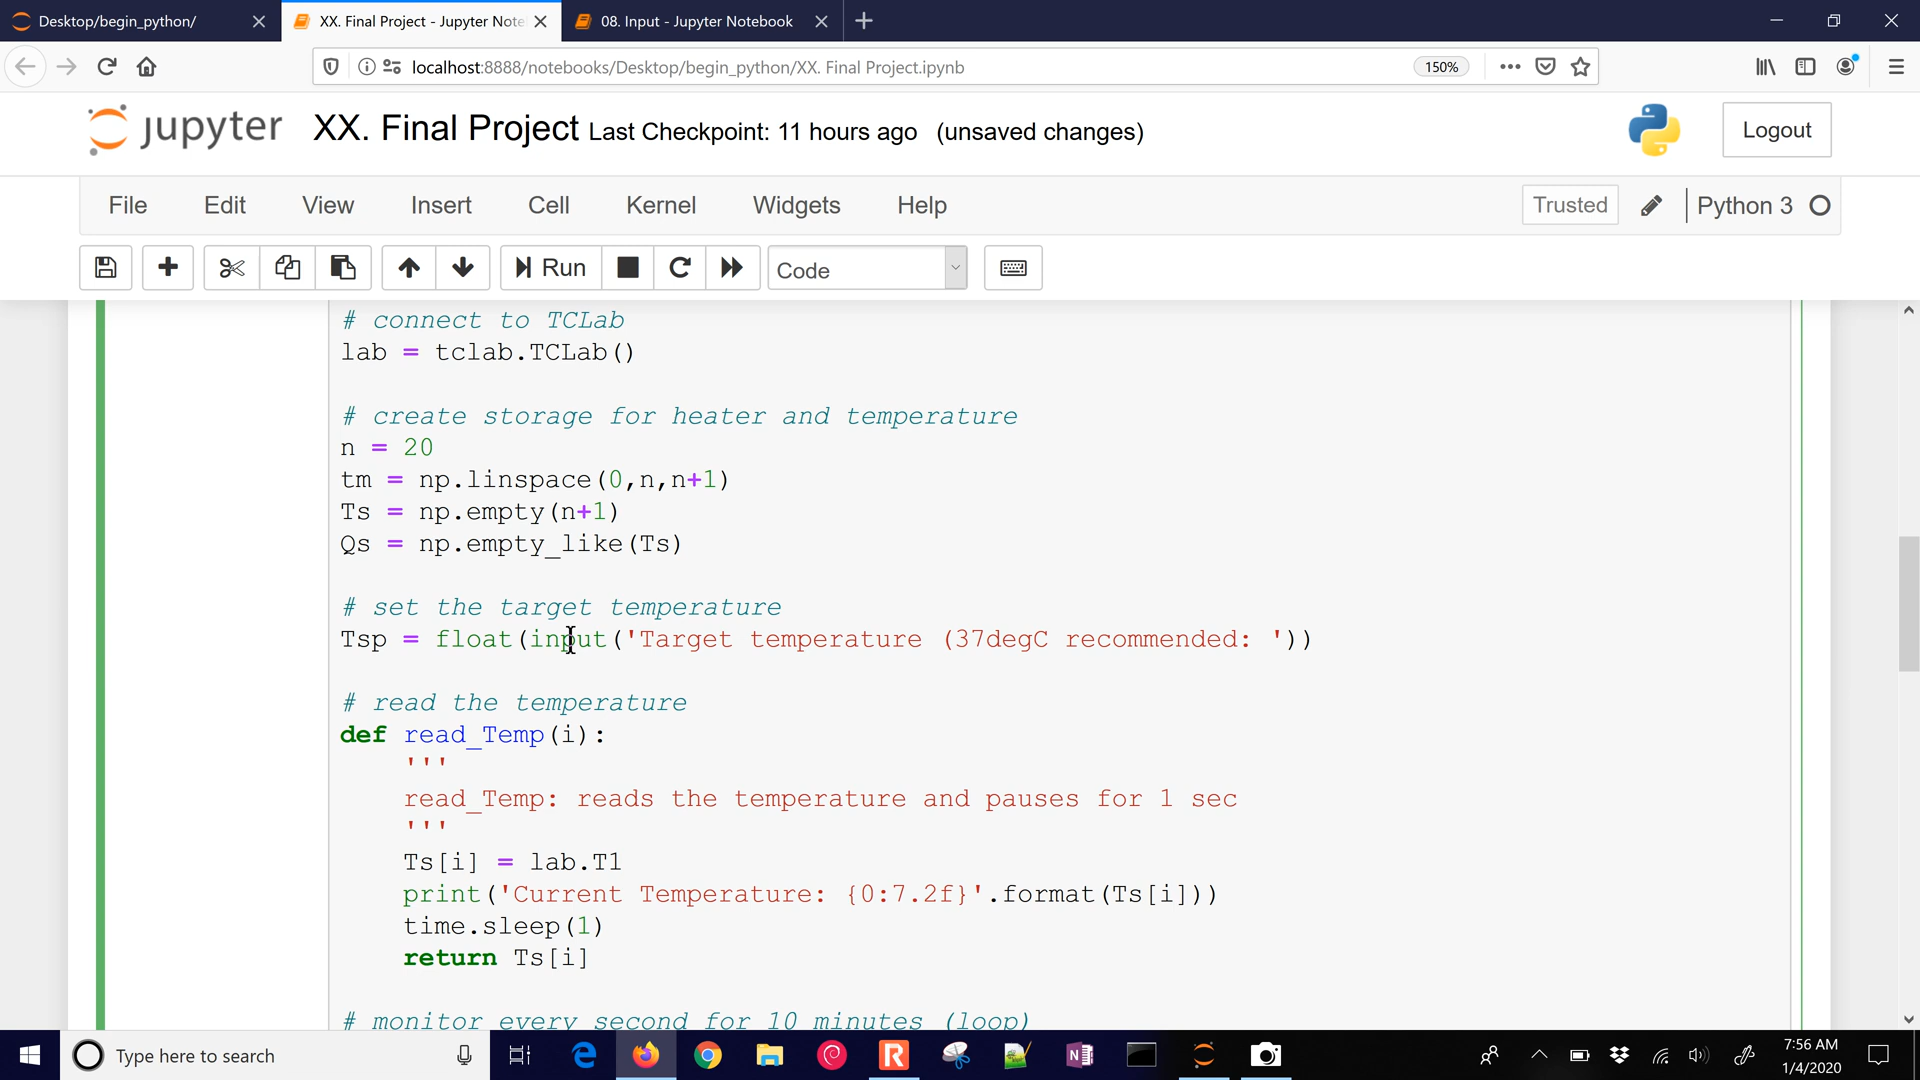 Desktop/begin_python/
XX. Final Project - Jupyter Note
08. Input - Jupyter Notebook
localhost:8888/notebooks/Desktop/begin_python/XX. Final Project.ipynb
150%
jupyter XX. Final Project Last Checkpoint: 11 hours ago (unsaved changes)
Logout
File Edit View Insert Cell Kernel Widgets Help
Trusted
Python 3
Run
Code
# connect to TCLab
lab = tclab.TCLab()
# create storage for heater and temperature
n = 20
tm = np.linspace(0,n,n+1)
Ts = np.empty(n+1)
Qs = np.empty_like(Ts)
# set the target temperature
Tsp = float(input('Target temperature (37degC recommended: '))
# read the temperature
def read_Temp(i):
'''
read_Temp: reads the temperature and pauses for 1 sec
'''
Ts[i] = lab.T1
print('Current Temperature: {0:7.2f}'.format(Ts[i]))
time.sleep(1)
return Ts[i]
# monitor every second for 10 minutes (loop)
Type here to search
7:56 AM
1/4/2020